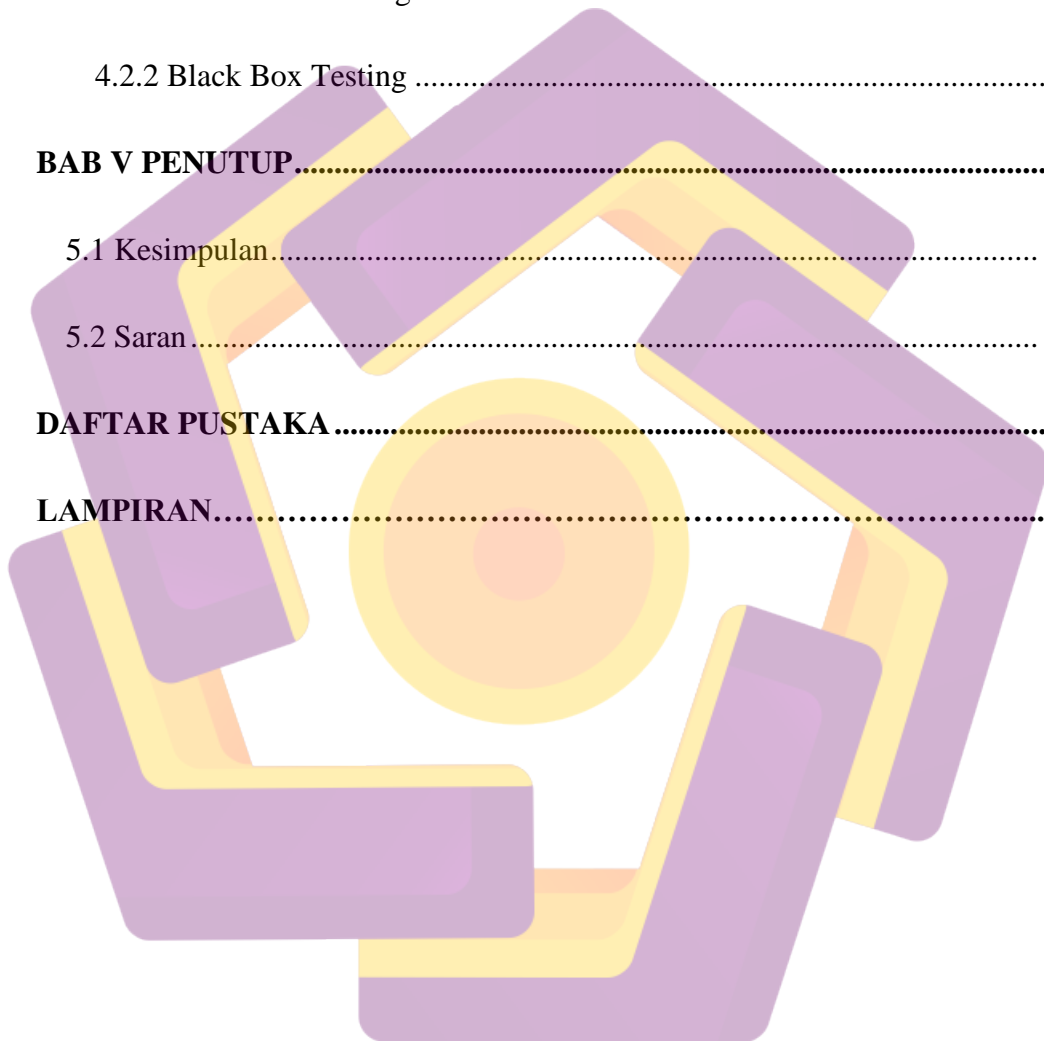 4.2.2 Black Box Testing ................................................................................
BAB V PENUTUP...............................................................................................
5.1 Kesimpulan...................................................................................................
5.2 Saran.............................................................................................................
DAFTAR PUSTAKA...........................................................................................
LAMPIRAN…………………………………………………………………......